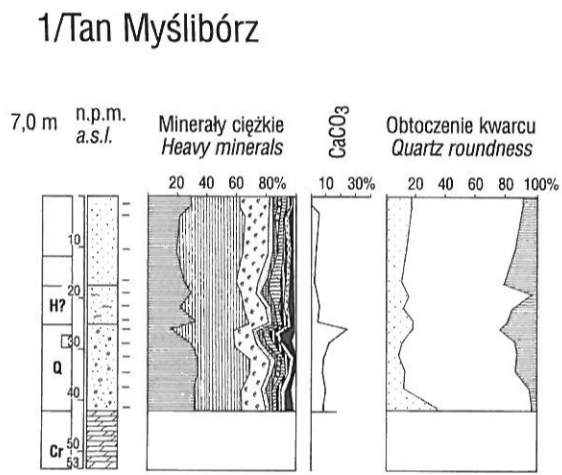 1/Tan Myślibórz
7,0 m n.p.m.
a.s.l.
Minerały ciężkie
Heavy minerals
CaCO3
Obtoczenie kwarcu
Quartz roundness
20 40 60 80%
10 30%
20 40 60 80 100%
10
20
H?
30
Q
40
Cr
50
53